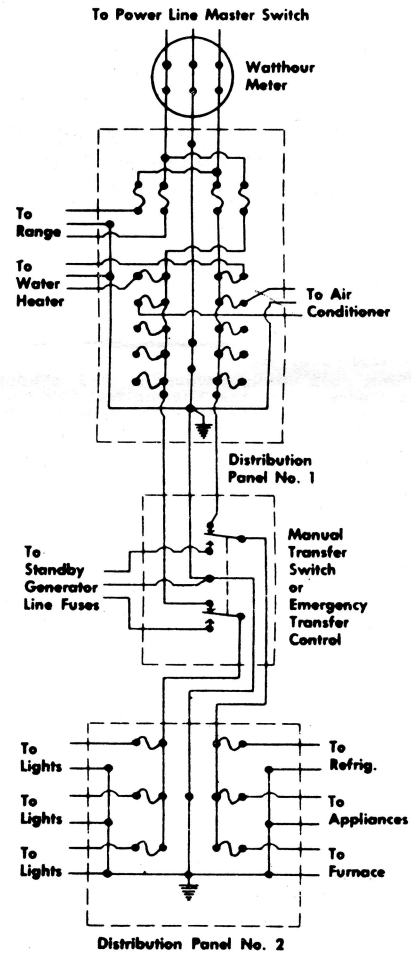 To Power Line Master Switch
Watthour
Meter
To
Range
To
Water
Heater
To Air
Conditioner
Distribution
Panel No. 1
To
Standby
Generator
Line Fuses
Manual
Transfer
Switch
or
Emergency
Transfer
Control
To
Lights
To
Refrig.
To
Lights
To
Appliances
To
Lights
To
Furnace
Distribution Panel No. 2